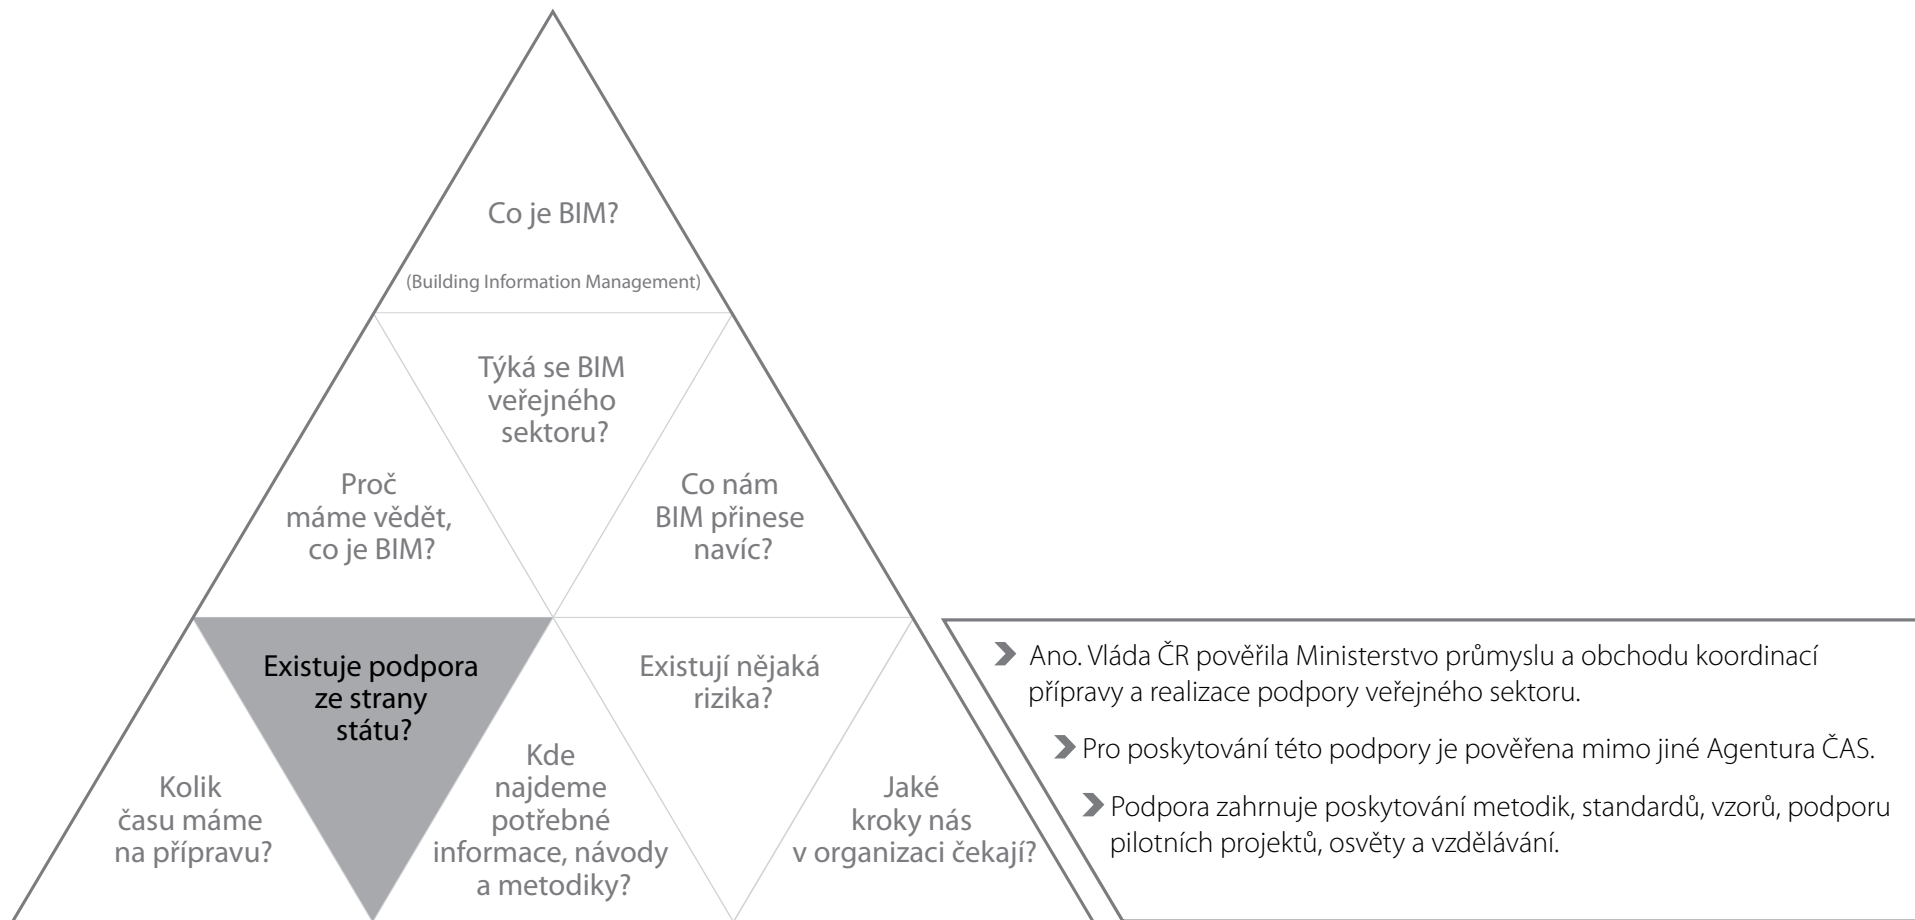 Co je BIM?
(Building Information Management)
Týká se BIM
veřejného
sektoru?
Proč
máme vědět,
co je BIM?
Co nám
BIM přinese
navíc?
Existuje podpora
ze strany
státu?
Existují nějaká
rizika?
Kolik
času máme
na přípravu?
Kde
najdeme
potřebné
informace, návody
a metodiky?
Jaké
kroky nás
v organizaci čekají?
Ano. Vláda ČR pověřila Ministerstvo průmyslu a obchodu koordinací
přípravy a realizace podpory veřejného sektoru.
Pro poskytování této podpory je pověřena mimo jiné Agentura ČAS.
Podpora zahrnuje poskytování metodik, standardů, vzorů, podporu
pilotních projektů, osvěty a vzdělávání.